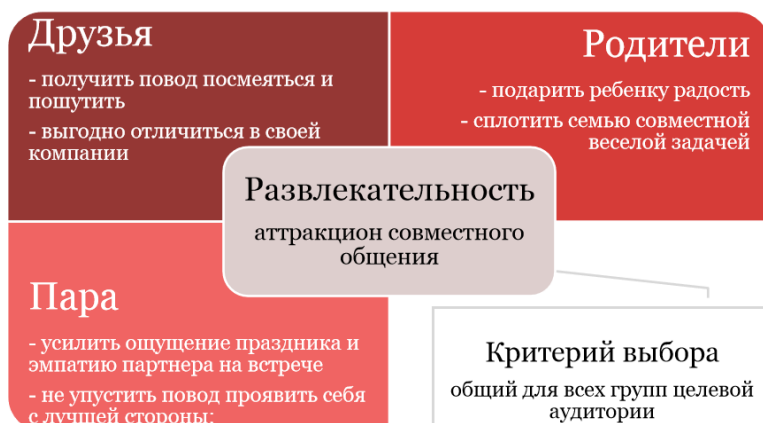 Друзья
- получить повод посмеяться и
пошутить
- выгодно отличиться в своей
компании
Родители
- подарить ребенку радость
- сплотить семью совместной
веселой задачей
Развлекательность
аттракцион совместного
общения
Пара
- усилить ощущение праздника и
эмпатию партнера на встрече
- не упустить повод проявить себя
с лучшей стороны;
Критерий выбора
общий для всех групп целевой
аудитории